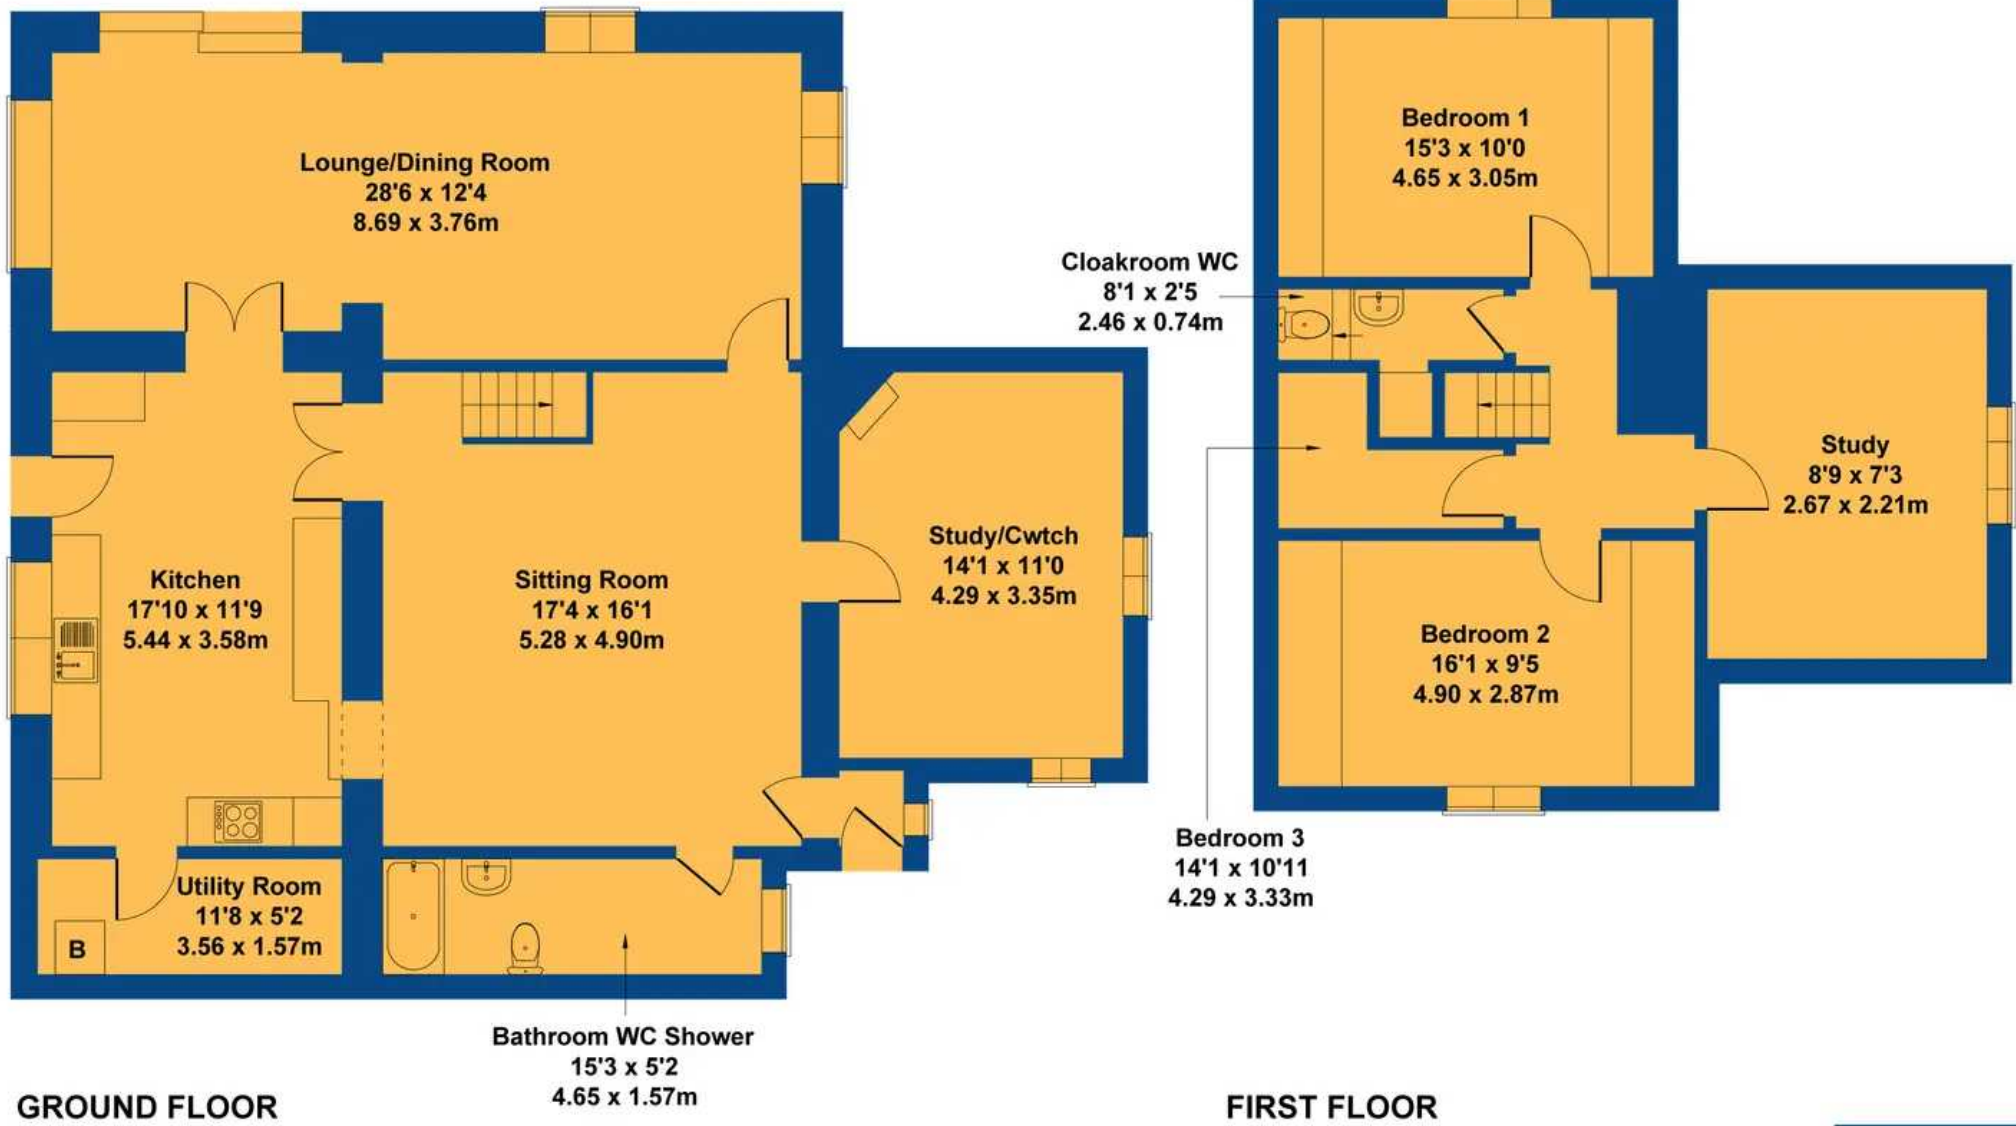 Lounge/Dining Room
28'6 x 12'4
8.69 x 3.76m
Kitchen
17'10 x 11'9
5.44 x 3.58m
Sitting Room
17'4 x 16'1
5.28 x 4.90m
Study/Cwtch
14'1 x 11'0
4.29 x 3.35m
Utility Room
11'8 x 5'2
3.56 x 1.57m
B
Bathroom WC Shower
15'3 x 5'2
4.65 x 1.57m
GROUND FLOOR
Bedroom 1
15'3 x 10'0
4.65 x 3.05m
Cloakroom WC
8'1 x 2'5
2.46 x 0.74m
Study
8'9 x 7'3
2.67 x 2.21m
Bedroom 2
16'1 x 9'5
4.90 x 2.87m
Bedroom 3
14'1 x 10'11
4.29 x 3.33m
FIRST FLOOR